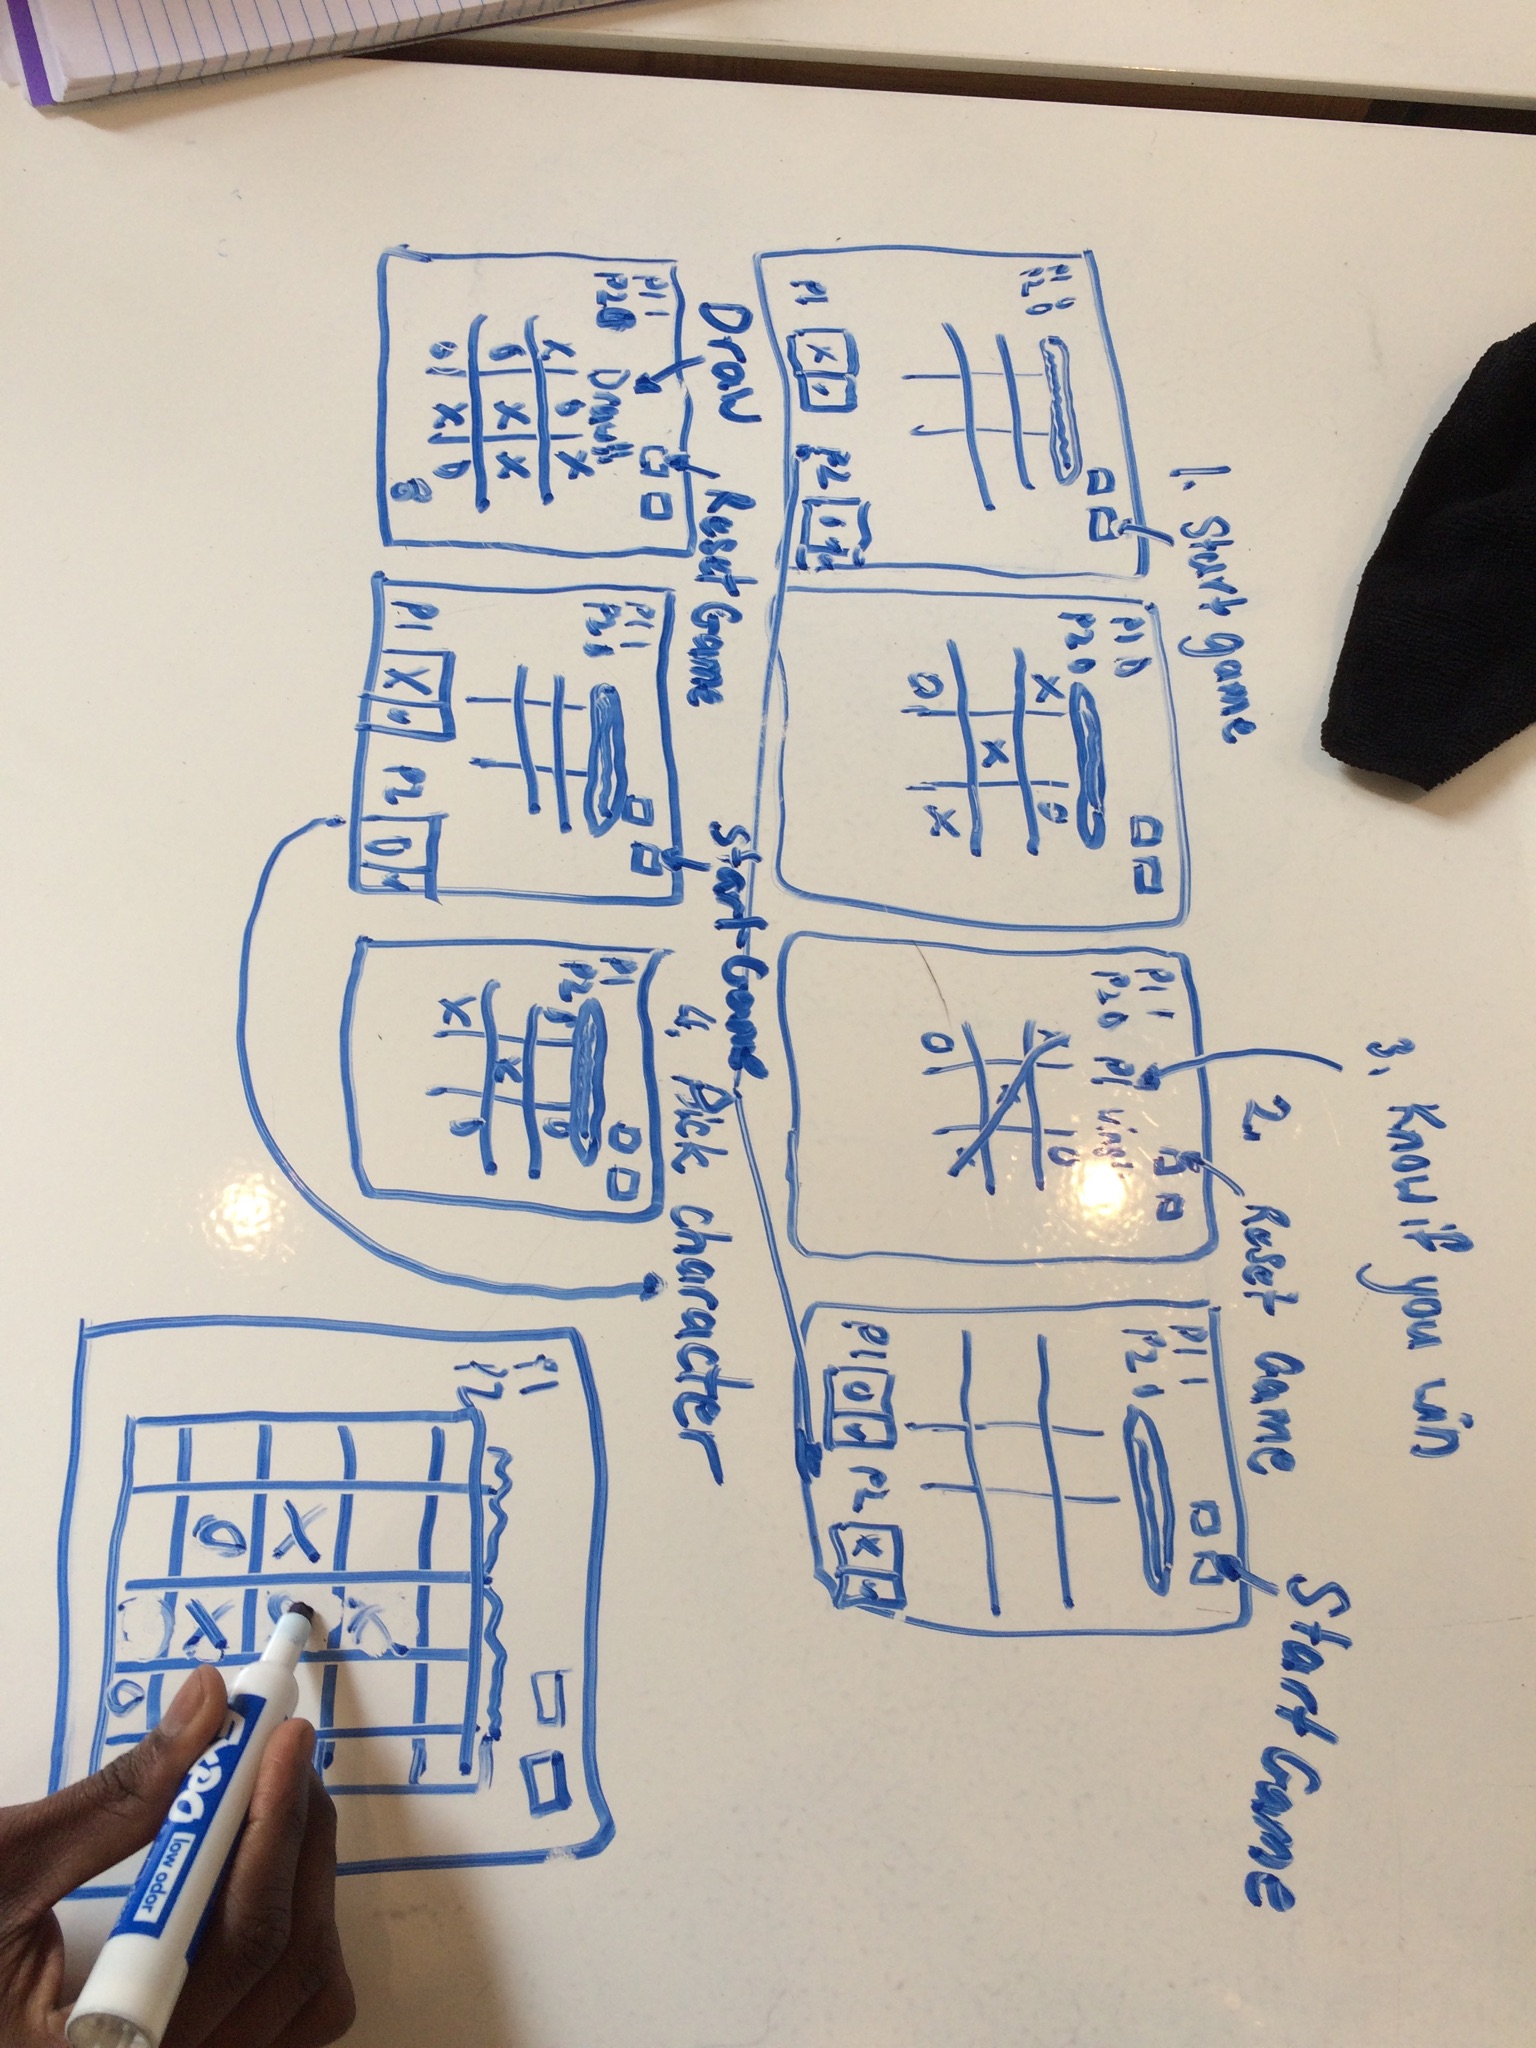 3. Know if you win
1. Start game
2. Reset Game
Start Game
P1 0
P2 0
P1 X
P2 O
P1 0
P2 0
X O
X
O X
P1 1
P2 0 P1 wins!
X O
X
O X
P1 1
P2 0
P1 O
P2 X
Draw
Reset Game
Start Game
4. Pick character
P1 1
P2 0 Draw!!
X O X
O X X
O X O
P1 1
P2
P1 X
P2 O
P1
P2
O
X
X O
P1
P2
X
O X
O
EXPO
low odor